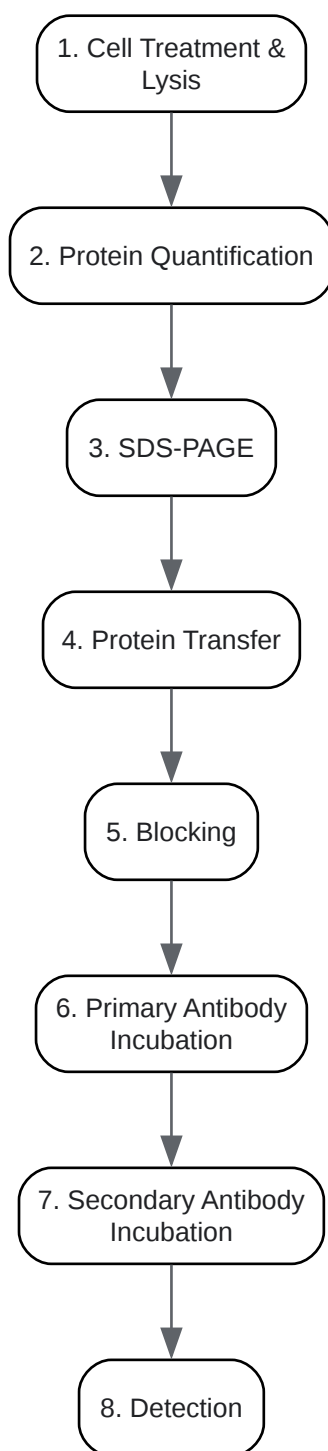 1. Cell Treatment &
Lysis
2. Protein Quantification
3. SDS-PAGE
4. Protein Transfer
5. Blocking
6. Primary Antibody
Incubation
7. Secondary Antibody
Incubation
8. Detection